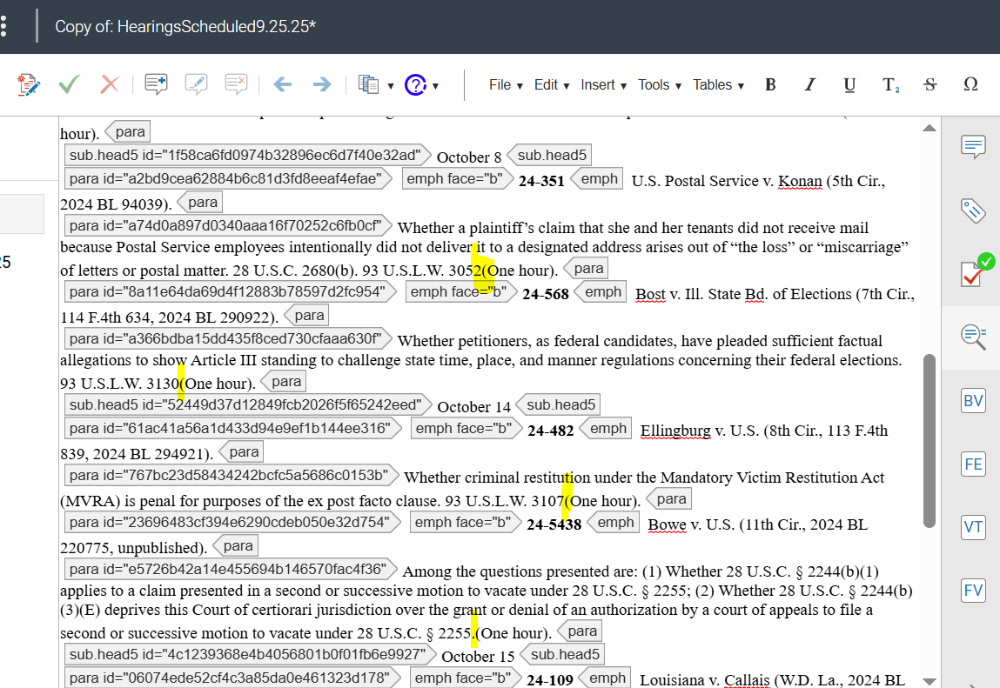 Copy of: HearingsScheduled9.25.25*
File Edit Insert Tools Tables B I U T2 S Ω
hour). para
sub.head5 id="1f58ca6fd0974b32896ec6d7f40e32ad" October 8 sub.head5
para id="a2bd9cea62884b6c81d3fd8eeaf4efae" emph face="b" 24-351 emph U.S. Postal Service v. Konan (5th Cir.,
2024 BL 94039). para
para id="a74d0a897d0340aaa16f70252c6fb0cf" Whether a plaintiff’s claim that she and her tenants did not receive mail
because Postal Service employees intentionally did not deliver it to a designated address arises out of “the loss” or “miscarriage”
of letters or postal matter. 28 U.S.C. 2680(b). 93 U.S.L.W. 3052(One hour). para
para id="8a11e64da69d4f12883b78597d2fc954" emph face="b" 24-568 emph Bost v. Ill. State Bd. of Elections (7th Cir.,
114 F.4th 634, 2024 BL 290922). para
para id="a366bdba15dd435f8ced730cfaaa630f" Whether petitioners, as federal candidates, have pleaded sufficient factual
allegations to show Article III standing to challenge state time, place, and manner regulations concerning their federal elections.
93 U.S.L.W. 3130(One hour). para
sub.head5 id="52449d37d12849fcb2026f5f65242eed" October 14 sub.head5
para id="61ac41a56a1d433d94e9ef1b144ee316" emph face="b" 24-482 emph Ellingburg v. U.S. (8th Cir., 113 F.4th
839, 2024 BL 294921). para
para id="767bc23d58434242bcfc5a5686c0153b" Whether criminal restitution under the Mandatory Victim Restitution Act
(MVRA) is penal for purposes of the ex post facto clause. 93 U.S.L.W. 3107(One hour). para
para id="23696483cf394e6290cdeb050e32d754" emph face="b" 24-5438 emph Bowe v. U.S. (11th Cir., 2024 BL
220775, unpublished). para
para id="e5726b42a14e455694b146570fac4f36" Among the questions presented are: (1) Whether 28 U.S.C. § 2244(b)(1)
applies to a claim presented in a second or successive motion to vacate under 28 U.S.C. § 2255; (2) Whether 28 U.S.C. § 2244(b)
(3)(E) deprives this Court of certiorari jurisdiction over the grant or denial of an authorization by a court of appeals to file a
second or successive motion to vacate under 28 U.S.C. § 2255.(One hour). para
sub.head5 id="4c1239368e4b4056801b0f01fb6e9927" October 15 sub.head5
para id="06074ede52cf4c3a85da0e461323d178" emph face="b" 24-109 emph Louisiana v. Callais (W.D. La., 2024 BL
BV
FE
VT
FV